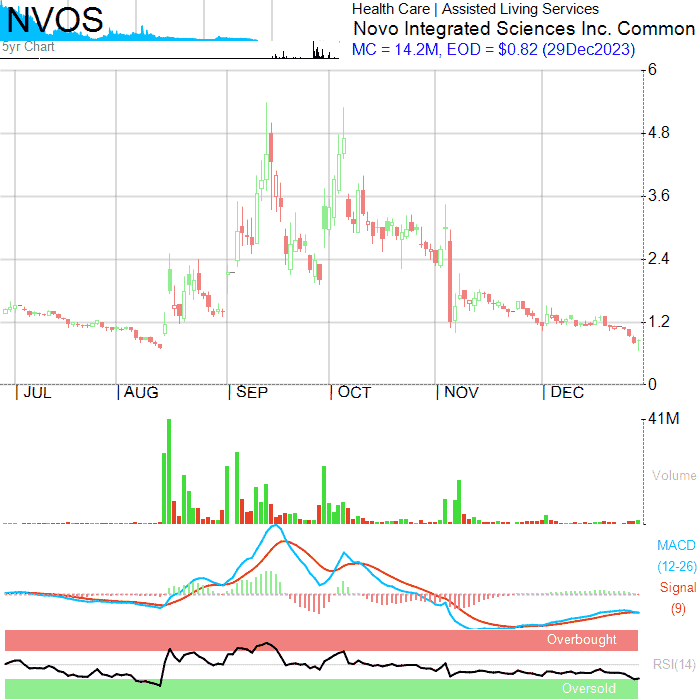 NVOS
5yr Chart
Health Care | Assisted Living Services
Novo Integrated Sciences Inc. Common
MC = 14.2M, EOD = $0.82 (29Dec2023)
6
4.8
3.6
2.4
1.2
0
JUL AUG SEP OCT NOV DEC
41M
Volume
MACD
(12-26)
Signal
(9)
Overbought
RSI(14)
Oversold